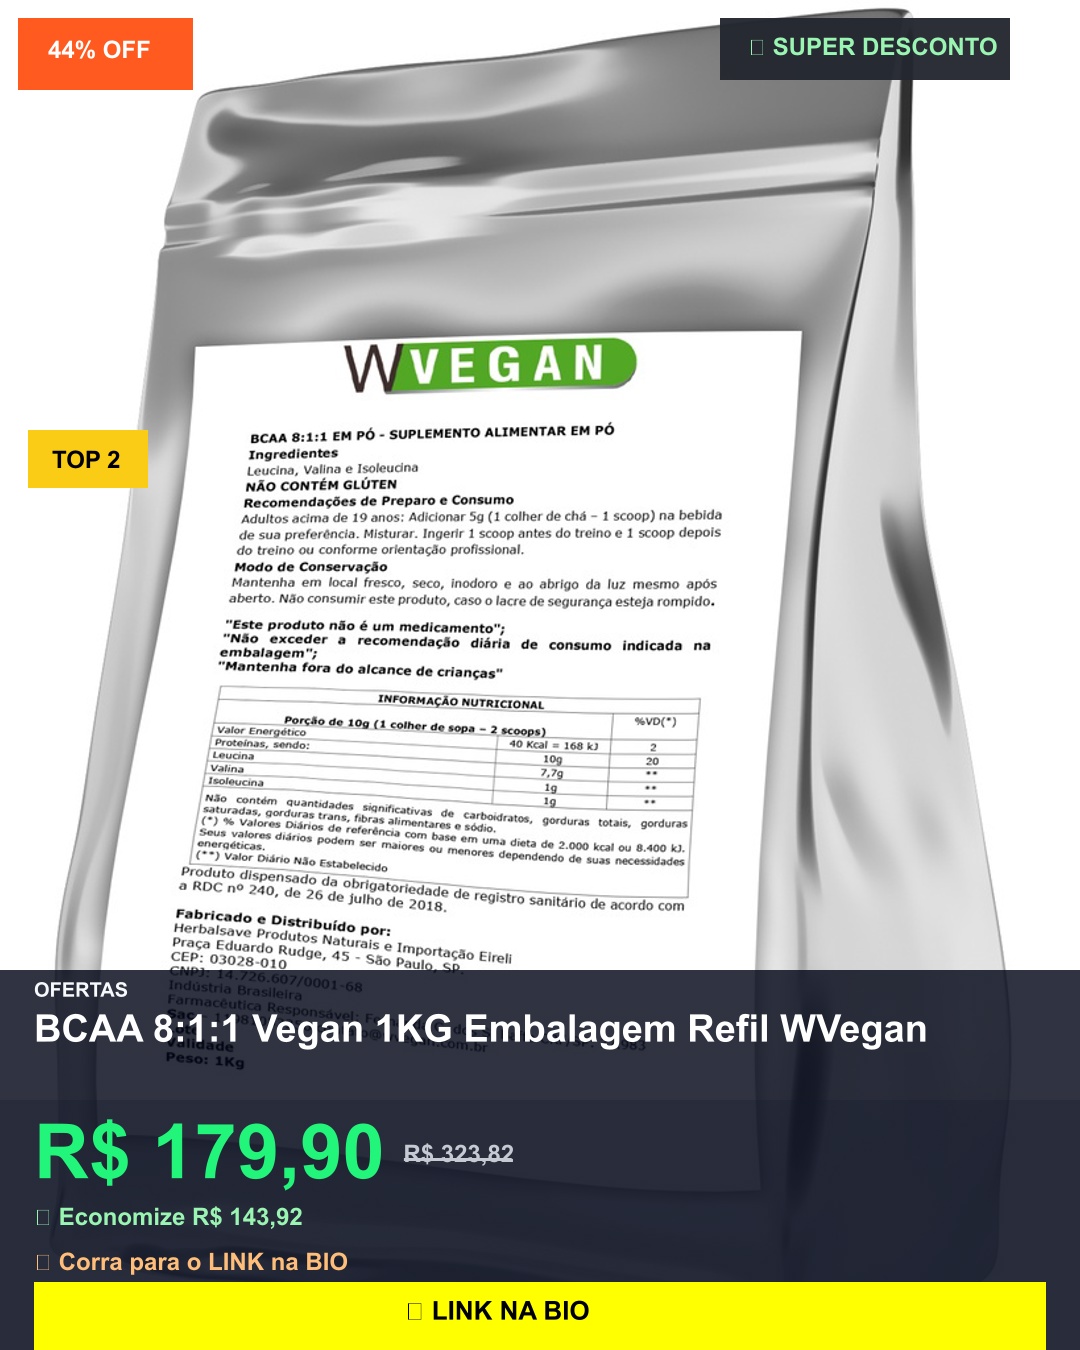 44% OFF
SUPER DESCONTO
WVEGAN
BCAA 8:1:1 EM PÓ - SUPLEMENTO ALIMENTAR EM PÓ
Ingredientes
Leucina, Valina e Isoleucina
NÃO CONTÉM GLÚTEN
Recomendações de Preparo e Consumo
Adultos acima de 19 anos: Adicionar 5g (1 colher de chá – 1 scoop) na bebida
de sua preferência. Misturar. Ingerir 1 scoop antes do treino e 1 scoop depois
do treino ou conforme orientação profissional.
Modo de Conservação
Mantenha em local fresco, seco, inodoro e ao abrigo da luz mesmo após
aberto. Não consumir este produto, caso o lacre de segurança esteja rompido.
"Este produto não é um medicamento";
"Não exceder a recomendação diária de consumo indicada na
embalagem";
"Mantenha fora do alcance de crianças"
TOP 2
INFORMAÇÃO NUTRICIONAL
Porção de 10g (1 colher de sopa – 2 scoops) %VD(*)
Valor Energético 40 Kcal = 168 kJ 2
Proteínas, sendo: 10g 20
Leucina 7,7g **
Valina 1g **
Isoleucina 1g **
Não contém quantidades significativas de carboidratos, gorduras totais, gorduras
saturadas, gorduras trans, fibras alimentares e sódio.
(*) % Valores Diários de referência com base em uma dieta de 2.000 kcal ou 8.400 kJ.
Seus valores diários podem ser maiores ou menores dependendo de suas necessidades
energéticas.
(**) Valor Diário Não Estabelecido
Produto dispensado da obrigatoriedade de registro sanitário de acordo com
a RDC nº 240, de 26 de julho de 2018.
Fabricado e Distribuído por:
Herbalsave Produtos Naturais e Importação Eireli
Praça Eduardo Rudge, 45 - São Paulo, SP.
CEP: 03028-010
CNPJ: 14.726.607/0001-68
Indústria Brasileira
Farmacêutica Responsável:
Validade
Peso: 1Kg
OFERTAS
BCAA 8:1:1 Vegan 1KG Embalagem Refil WVegan
R$ 179,90 R$ 323,82
Economize R$ 143,92
Corra para o LINK na BIO
LINK NA BIO